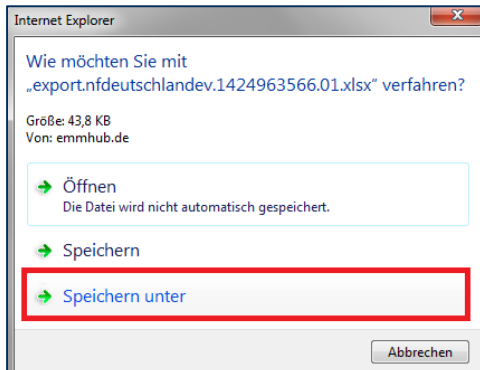 Internet Explorer
Wie möchten Sie mit
„export.nfdeutschlandev.1424963566.01.xlsx“ verfahren?
Größe: 43,8 KB
Von: emmhub.de
Öffnen
Die Datei wird nicht automatisch gespeichert.
Speichern
Speichern unter
Abbrechen